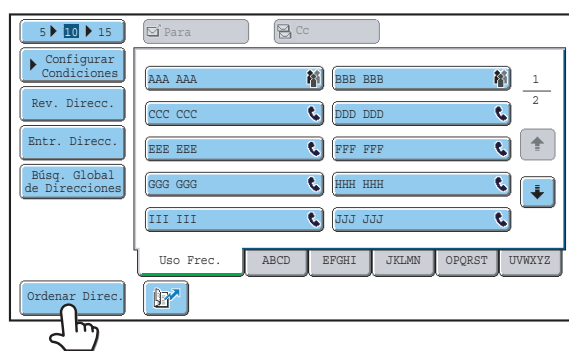 5 10 15
Para
Cc
Configurar
Condiciones
Rev. Direcc.
Entr. Direcc.
Búsq. Global
de Direcciones
AAA AAA
BBB BBB
CCC CCC
DDD DDD
EEE EEE
FFF FFF
GGG GGG
HHH HHH
III III
JJJ JJJ
1
2
Uso Frec.
ABCD
EFGHI
JKLMN
OPQRST
UVWXYZ
Ordenar Direc.